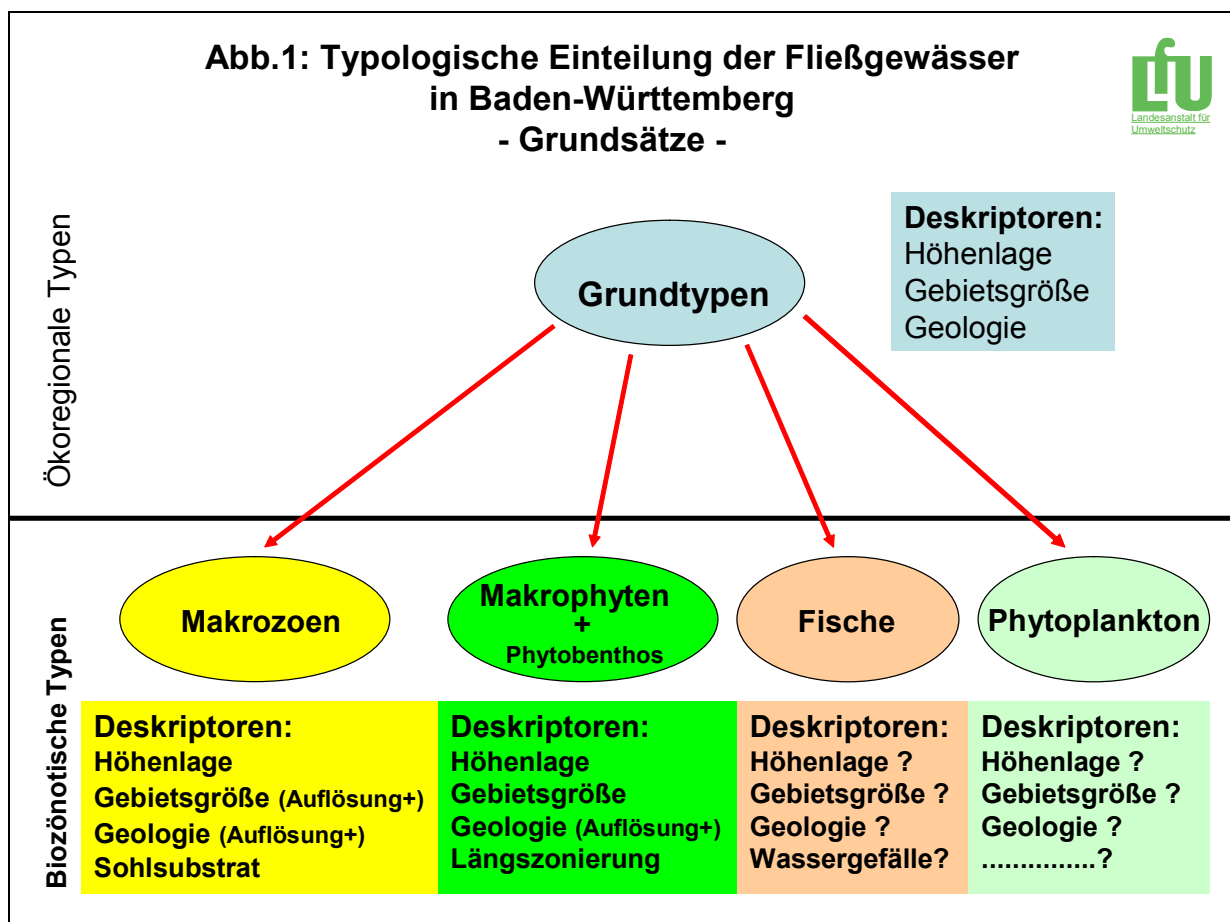 Abb.1: Typologische Einteilung der Fließgewässer
in Baden-Württemberg
- Grundsätze -
LfU
Landesanstalt für
Umweltschutz
Ökoregionale Typen
Grundtypen
Deskriptoren:
Höhenlage
Gebietsgröße
Geologie
Biozönotische Typen
Makrozoen
Makrophyten
+
Phytobenthos
Fische
Phytoplankton
Deskriptoren:
Höhenlage
Gebietsgröße (Auflösung+)
Geologie (Auflösung+)
Sohlsubstrat
Deskriptoren:
Höhenlage
Gebietsgröße
Geologie (Auflösung+)
Längszonierung
Deskriptoren:
Höhenlage ?
Gebietsgröße ?
Geologie ?
Wassergefälle?
Deskriptoren:
Höhenlage ?
Gebietsgröße ?
Geologie ?
...............?